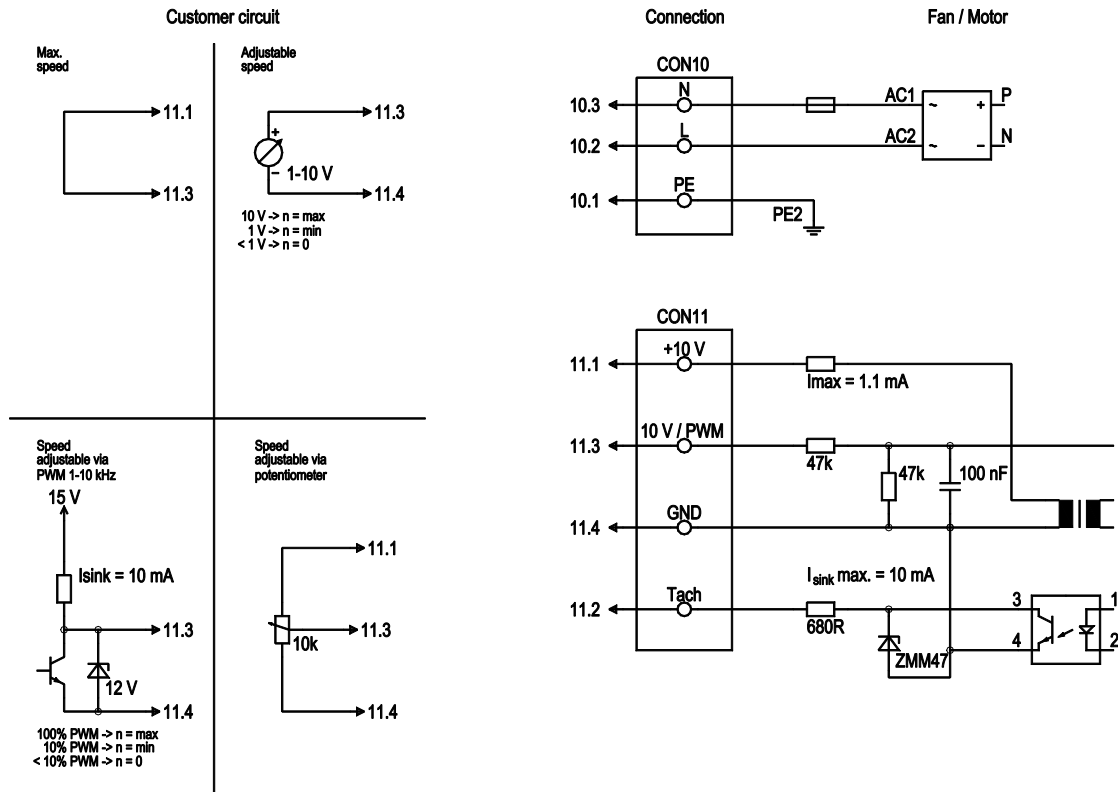 Customer circuit
Connection
Fan / Motor
Max.
speed
11.1
11.3
Adjustable
speed
11.3
+
1-10 V
–
11.4
10 V -> n = max
1 V -> n = min
< 1 V -> n = 0
CON10
N
10.3
AC1
~
+
P
L
10.2
AC2
~
–
N
PE
10.1
PE2
CON11
+10 V
11.1
Imax = 1.1 mA
10 V / PWM
11.3
47k
47k
100 nF
GND
11.4
Isink max. = 10 mA
Tach
11.2
680R
3
1
4
2
ZMM47
Speed
adjustable via
PWM 1-10 kHz
15 V
Isink = 10 mA
11.3
12 V
11.4
100% PWM -> n = max
10% PWM -> n = min
< 10% PWM -> n = 0
Speed
adjustable via
potentiometer
11.1
11.3
10k
11.4